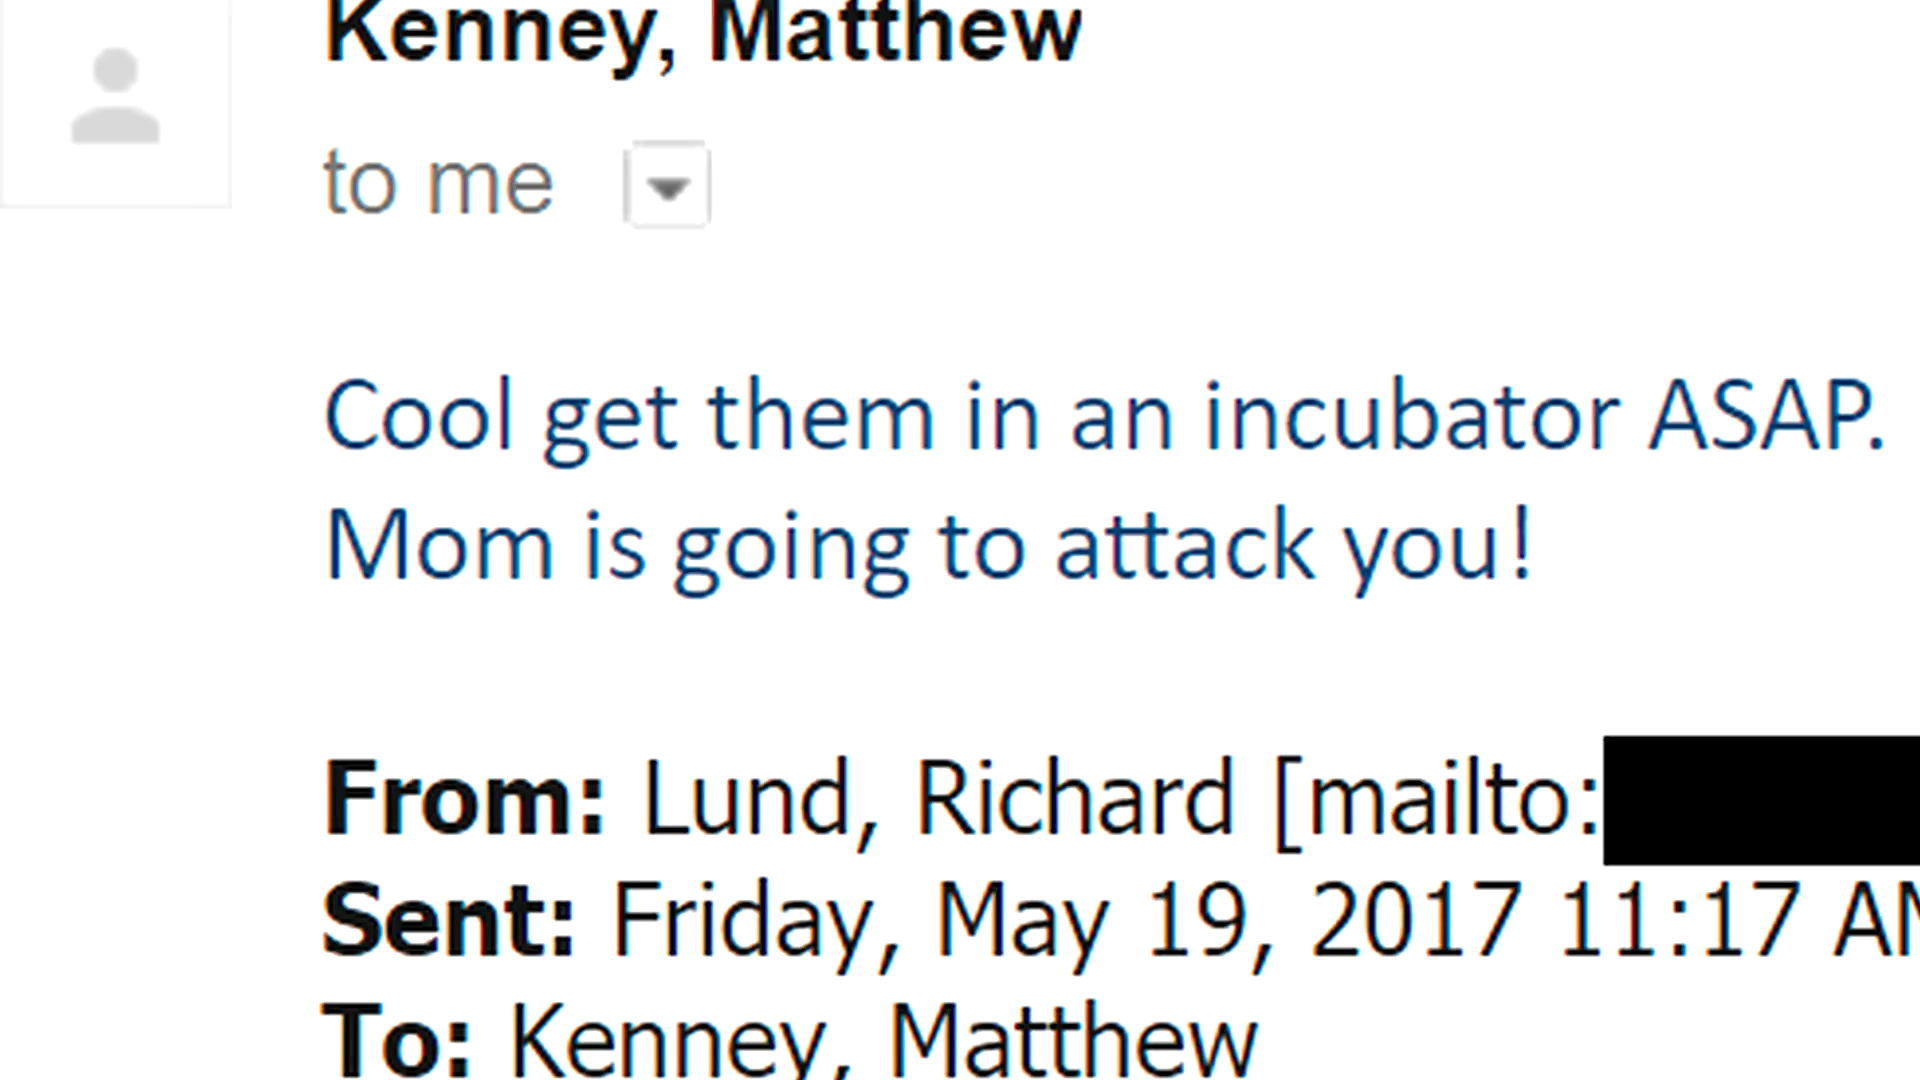 Kenney, Matthew
to me
Cool get them in an incubator ASAP.
Mom is going to attack you!
From: Lund, Richard [mailto:
Sent: Friday, May 19, 2017 11:17 AM
To: Kenney, Matthew